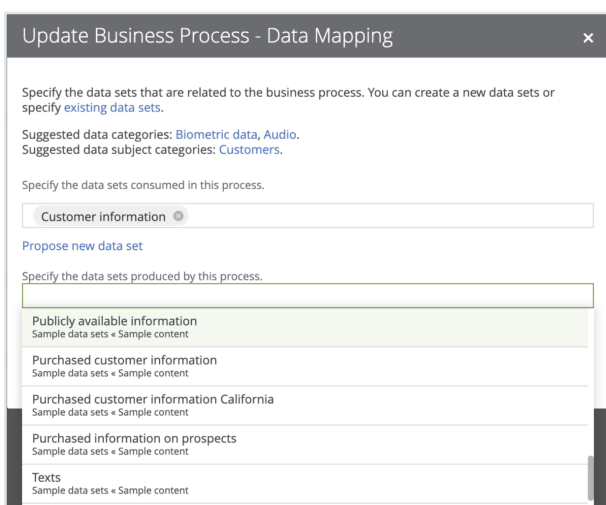 Update Business Process - Data Mapping
×
Specify the data sets that are related to the business process. You can create a new data sets or
specify existing data sets.
Suggested data categories: Biometric data, Audio.
Suggested data subject categories: Customers.
Specify the data sets consumed in this process.
Customer information
Propose new data set
Specify the data sets produced by this process.
Publicly available information
Sample data sets « Sample content
Purchased customer information
Sample data sets « Sample content
Purchased customer information California
Sample data sets « Sample content
Purchased information on prospects
Sample data sets « Sample content
Texts
Sample data sets « Sample content